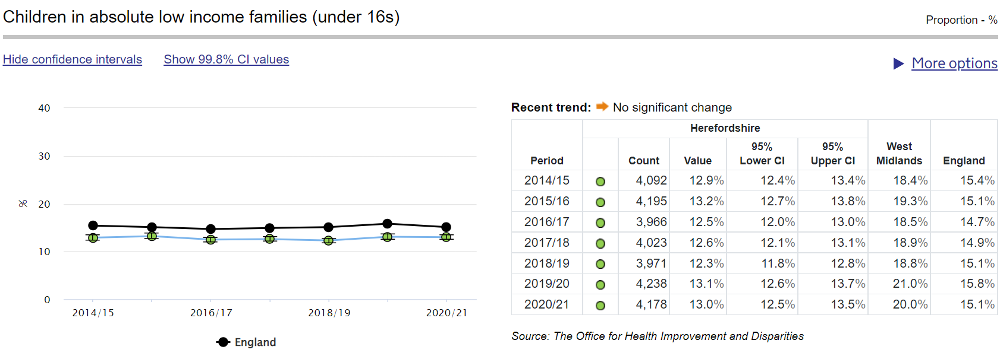 Children in absolute low income families (under 16s)
Proportion - %
Hide confidence intervals Show 99.8% CI values
More options
40
30
20
10
0
%
2014/15 2016/17 2018/19 2020/21
England
Recent trend: No significant change
Herefordshire
Period Count Value 95% Lower CI 95% Upper CI West Midlands England
2014/15 4,092 12.9% 12.4% 13.4% 18.4% 15.4%
2015/16 4,195 13.2% 12.7% 13.8% 19.3% 15.1%
2016/17 3,966 12.5% 12.0% 13.0% 18.5% 14.7%
2017/18 4,023 12.6% 12.1% 13.1% 18.9% 14.9%
2018/19 3,971 12.3% 11.8% 12.8% 18.8% 15.1%
2019/20 4,238 13.1% 12.6% 13.7% 21.0% 15.8%
2020/21 4,178 13.0% 12.5% 13.5% 20.0% 15.1%
Source: The Office for Health Improvement and Disparities